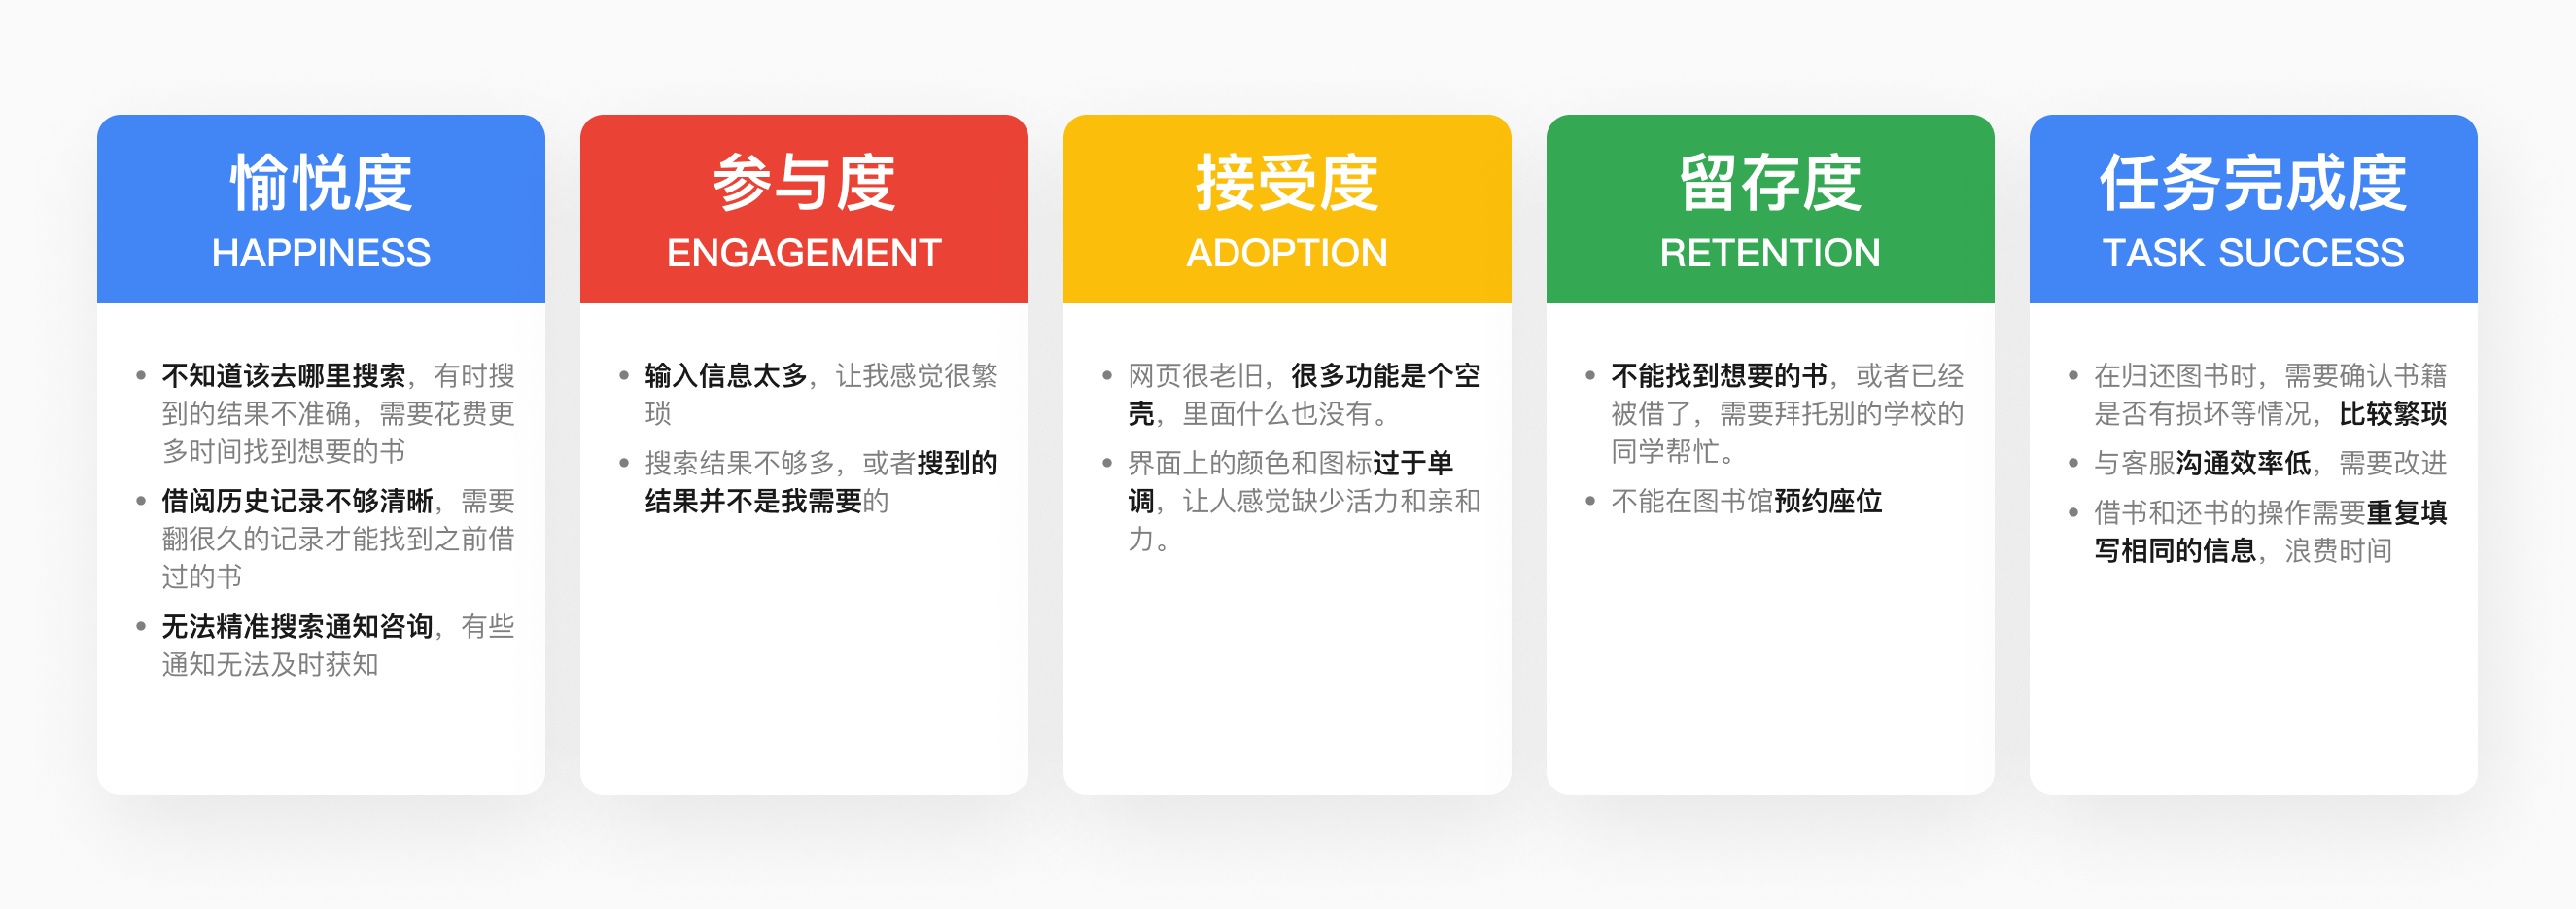 愉悦度
HAPPINESS
• 不知道该去哪里搜索，有时搜
到的结果不准确，需要花费更
多时间找到想要的书
• 借阅历史记录不够清晰，需要
翻很久的记录才能找到之前借
过的书
• 无法精准搜索通知咨询，有些
通知无法及时获知
参与度
ENGAGEMENT
• 输入信息太多，让我感觉很繁
琐
• 搜索结果不够多，或者搜到的
结果并不是我需要的
接受度
ADOPTION
• 网页很老旧，很多功能是个空
壳，里面什么也没有。
• 界面上的颜色和图标过于单
调，让人感觉缺少活力和亲和
力。
留存度
RETENTION
• 不能找到想要的书，或者已经
被借了，需要拜托别的学校的
同学帮忙。
• 不能在图书馆预约座位
任务完成度
TASK SUCCESS
• 在归还图书时，需要确认书籍
是否有损坏等情况，比较繁琐
• 与客服沟通效率低，需要改进
• 借书和还书的操作需要重复填
写相同的信息，浪费时间